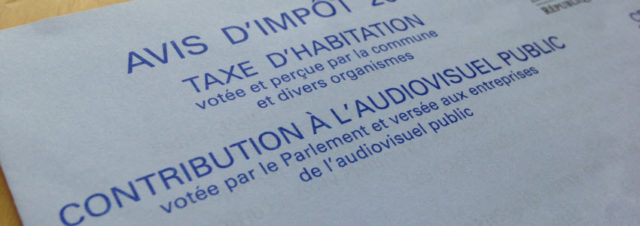 AVIS D'IMPÔT 20
TAXE D'HABITATION
votée et perçue par la commune
et divers organismes
CONTRIBUTION À L'AUDIOVISUEL PUBLIC
votée par le Parlement et versée aux entreprises
de l'audiovisuel public